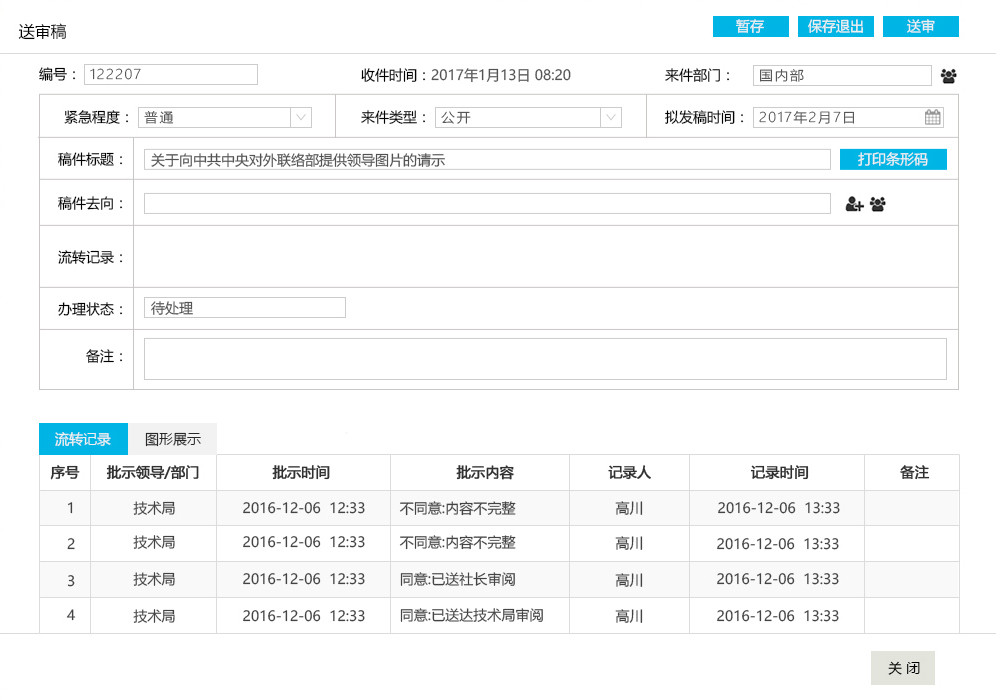 送审稿 暂存 保存退出 送审
编号： 122207 收件时间：2017年1月13日 08:20 来件部门： 国内部
紧急程度： 普通 来件类型： 公开 拟发稿时间： 2017年2月7日
稿件标题： 关于向中共中央对外联络部提供领导图片的请示 打印条形码
稿件去向：
流转记录：
办理状态： 待处理
备注：
流转记录 图形展示
序号 批示领导/部门 批示时间 批示内容 记录人 记录时间 备注
1 技术局 2016-12-06 12:33 不同意:内容不完整 高川 2016-12-06 13:33
2 技术局 2016-12-06 12:33 不同意:内容不完整 高川 2016-12-06 13:33
3 技术局 2016-12-06 12:33 同意:已送社长审阅 高川 2016-12-06 13:33
4 技术局 2016-12-06 12:33 同意:已送达技术局审阅 高川 2016-12-06 13:33
关 闭